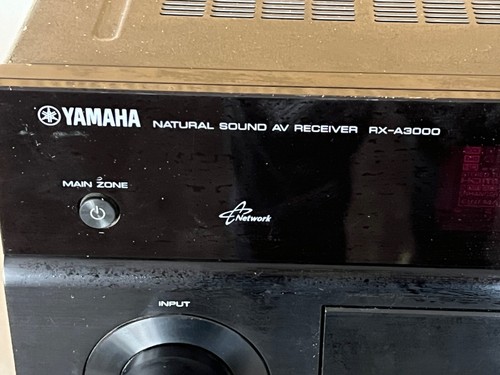 YAMAHA NATURAL SOUND AV RECEIVER RX-A3000
MAIN ZONE
Network
INPUT